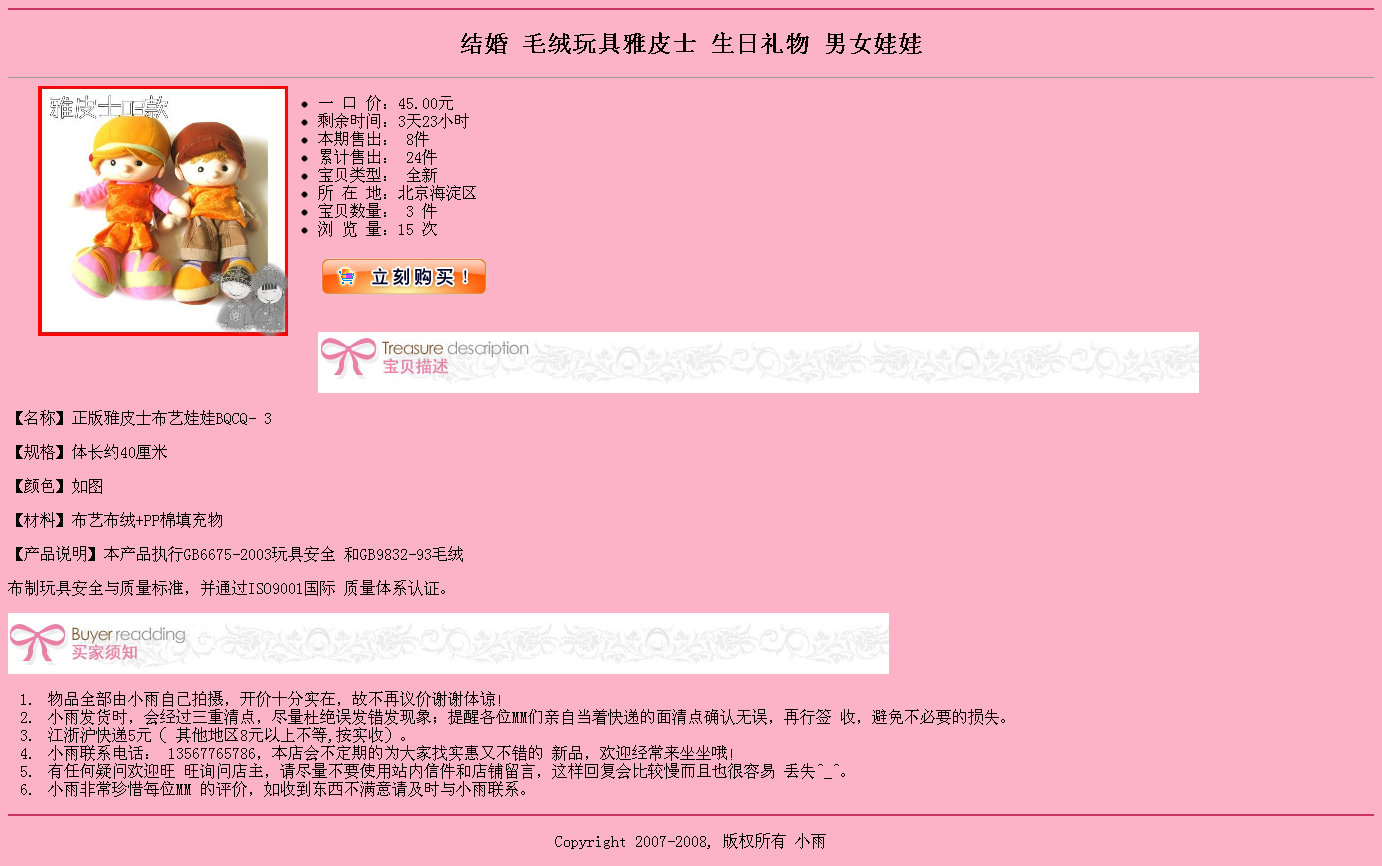 结婚 毛绒玩具雅皮士 生日礼物 男女娃娃
雅皮士正款
一 口 价：45.00元
剩余时间：3天23小时
本期售出： 8件
累计售出： 24件
宝贝类型： 全新
所 在 地：北京海淀区
宝贝数量： 3 件
浏 览 量：15 次
立刻购买！
Treasure description
宝贝描述
【名称】正版雅皮士布艺娃娃BQCQ- 3
【规格】体长约40厘米
【颜色】如图
【材料】布艺布绒+PP棉填充物
【产品说明】本产品执行GB6675-2003玩具安全 和GB9832-93毛绒
布制玩具安全与质量标准，并通过ISO9001国际 质量体系认证。
Buyer readding
买家须知
1. 物品全部由小雨自己拍摄，开价十分实在，故不再议价谢谢体谅!
2. 小雨发货时，会经过三重清点，尽量杜绝误发错发现象；提醒各位MM们亲自当着快递的面清点确认无误，再行签 收，避免不必要的损失。
3. 江浙沪快递5元（ 其他地区8元以上不等,按实收）。
4. 小雨联系电话： 13567765786，本店会不定期的为大家找实惠又不错的 新品，欢迎经常来坐坐哦!
5. 有任何疑问欢迎旺 旺询问店主，请尽量不要使用站内信件和店铺留言，这样回复会比较慢而且也很容易 丢失^_^。
6. 小雨非常珍惜每位MM 的评价，如收到东西不满意请及时与小雨联系。
Copyright 2007-2008, 版权所有 小雨